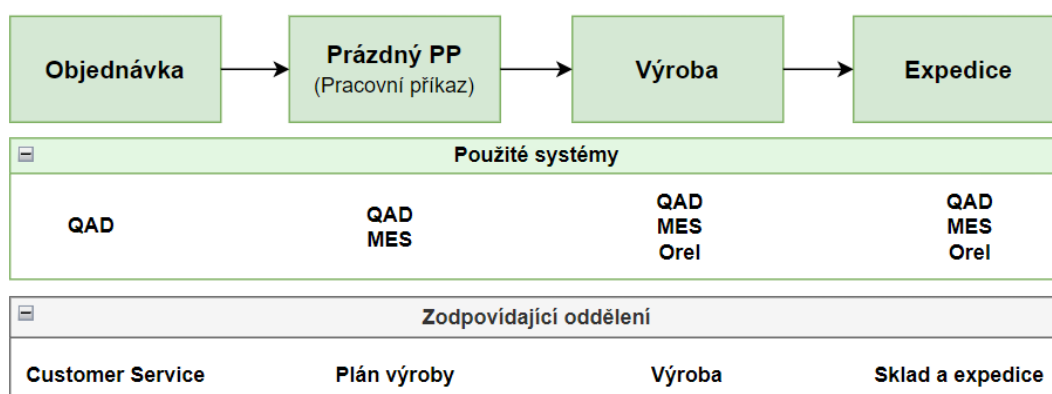 Objednávka
Prázdný PP
(Pracovní příkaz)
Výroba
Expedice
Použité systémy
QAD
QAD
MES
QAD
MES
Orel
QAD
MES
Orel
Zodpovídající oddělení
Customer Service
Plán výroby
Výroba
Sklad a expedice